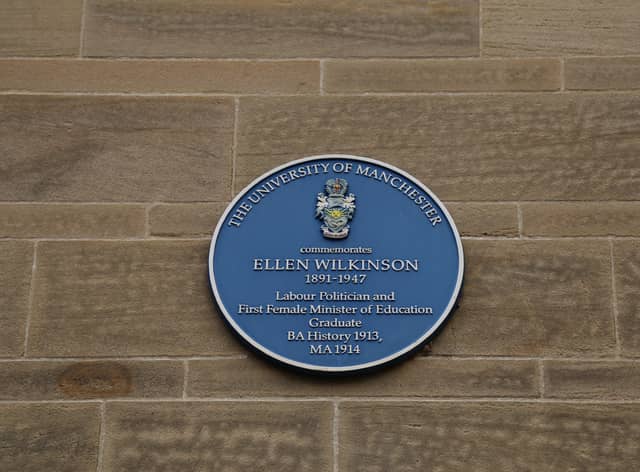 THE UNIVERSITY OF MANCHESTER
commemorates
ELLEN WILKINSON
1891-1947
Labour Politician and
First Female Minister of Education
Graduate
BA History 1913,
MA 1914